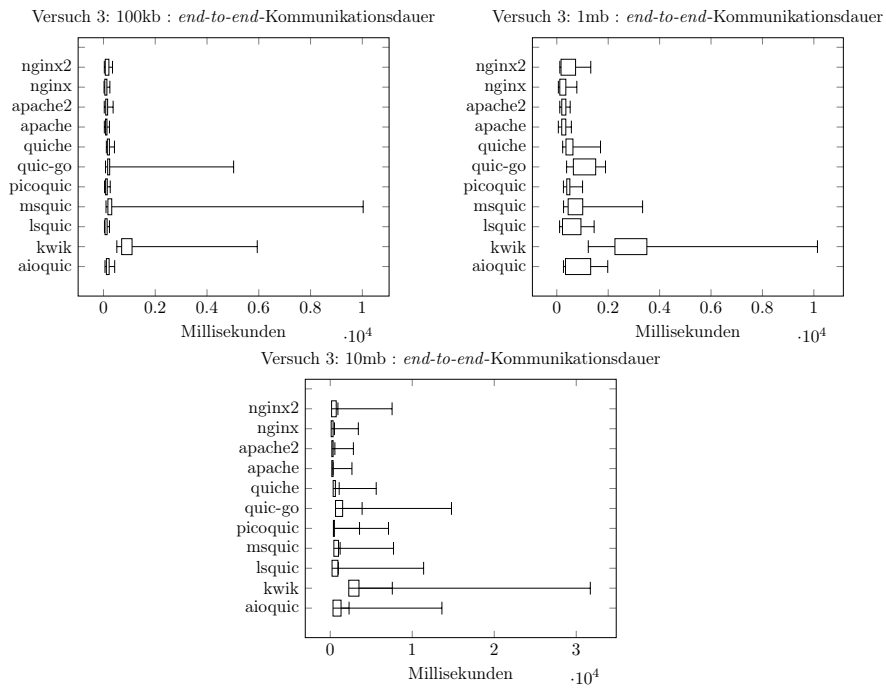 Versuch 3: 100kb : end-to-end-Kommunikationsdauer
nginx2
nginx
apache2
apache
quiche
quic-go
picoquic
msquic
lsquic
kwik
aioquic
0 0.2 0.4 0.6 0.8 1
Millisekunden
·10^4
Versuch 3: 1mb : end-to-end-Kommunikationsdauer
nginx2
nginx
apache2
apache
quiche
quic-go
picoquic
msquic
lsquic
kwik
aioquic
0 0.2 0.4 0.6 0.8 1
Millisekunden
·10^4
Versuch 3: 10mb : end-to-end-Kommunikationsdauer
nginx2
nginx
apache2
apache
quiche
quic-go
picoquic
msquic
lsquic
kwik
aioquic
0 1 2 3
Millisekunden
·10^4